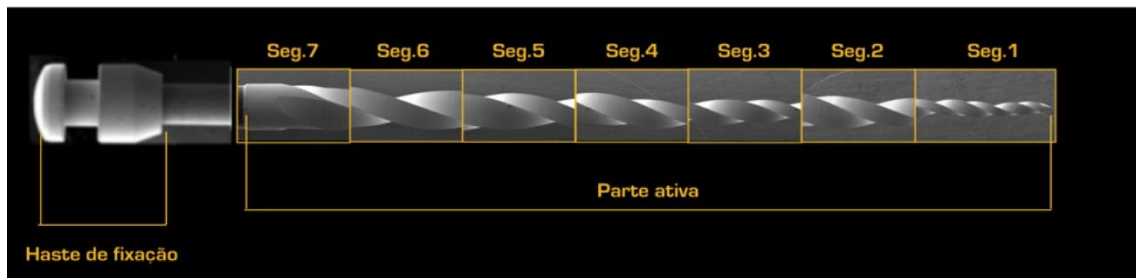 Seg.7 Seg.6 Seg.5 Seg.4 Seg.3 Seg.2 Seg.1
Parte ativa
Haste de fixação